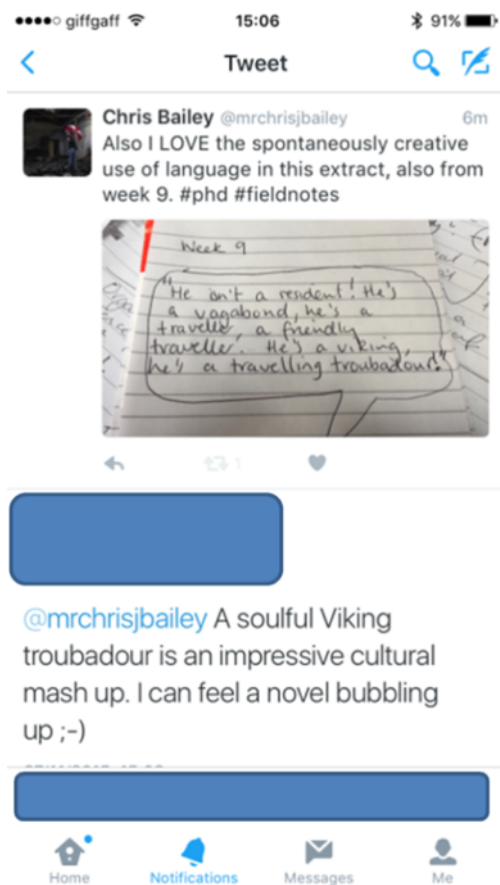 giffgaff 15:06 91%
Tweet
Chris Bailey @mrchrisjbailey 6m
Also I LOVE the spontaneously creative
use of language in this extract, also from
week 9. #phd #fieldnotes
Week 9
"He isn't a resident! He's
a vagabond, he's a
traveller, a friendly
traveller. He's a viking,
he's a travelling troubadour!"
1
@mrchrisjbailey A soulful Viking
troubadour is an impressive cultural
mash up. I can feel a novel bubbling
up ;-)
Home Notifications Messages Me